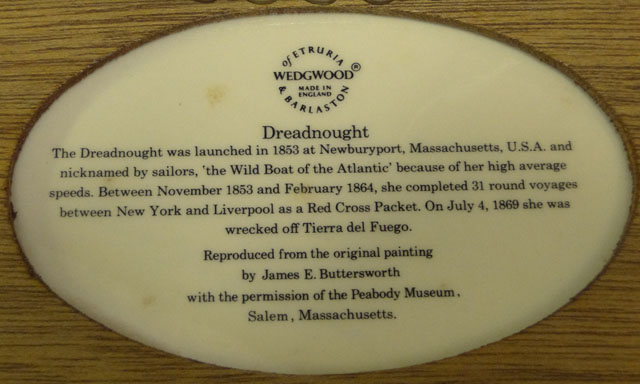 of ETRURIA
WEDGWOOD®
MADE IN
ENGLAND
& BARLASTON
Dreadnought
The Dreadnought was launched in 1853 at Newburyport, Massachusetts, U.S.A. and
nicknamed by sailors, 'the Wild Boat of the Atlantic' because of her high average
speeds. Between November 1853 and February 1864, she completed 31 round voyages
between New York and Liverpool as a Red Cross Packet. On July 4, 1869 she was
wrecked off Tierra del Fuego.
Reproduced from the original painting
by James E. Buttersworth
with the permission of the Peabody Museum.
Salem, Massachusetts.